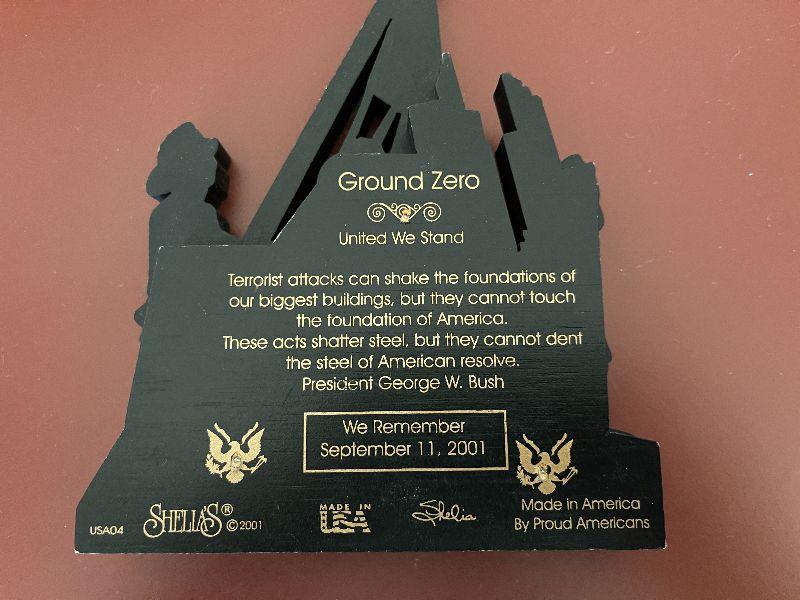 Ground Zero
United We Stand
Terrorist attacks can shake the foundations of
our biggest buildings, but they cannot touch
the foundation of America.
These acts shatter steel, but they cannot dent
the steel of American resolve.
President George W. Bush
We Remember
September 11, 2001
USA04
SHELIA'S® ©2001
MADE IN
USA
Shelia
Made in America
By Proud Americans